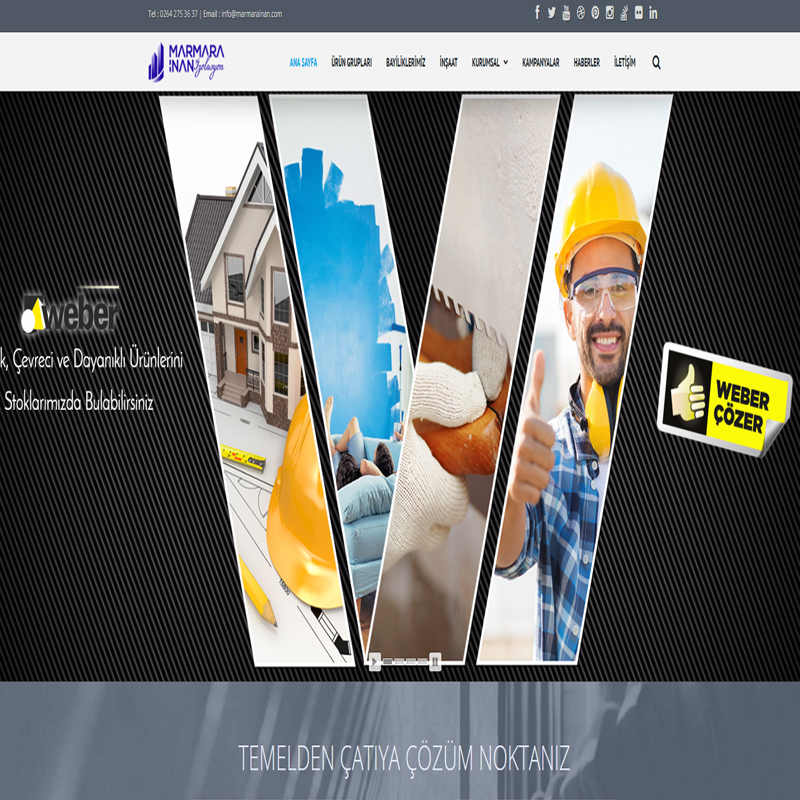 Tel : 0264 275 36 37 | Email : info@marmarainan.com
MARMARA
İNAN İzolasyon
ANA SAYFA ÜRÜN GRUPLARI BAYİLİKLERİMİZ İNŞAAT KURUMSAL KAMPANYALAR HABERLER İLETİŞİM
weber
k, Çevreci ve Dayanıklı Ürünlerini
Stoklarımızda Bulabilirsiniz
WEBER
ÇÖZER
TEMELDEN ÇATIYA ÇÖZÜM NOKTANIZ